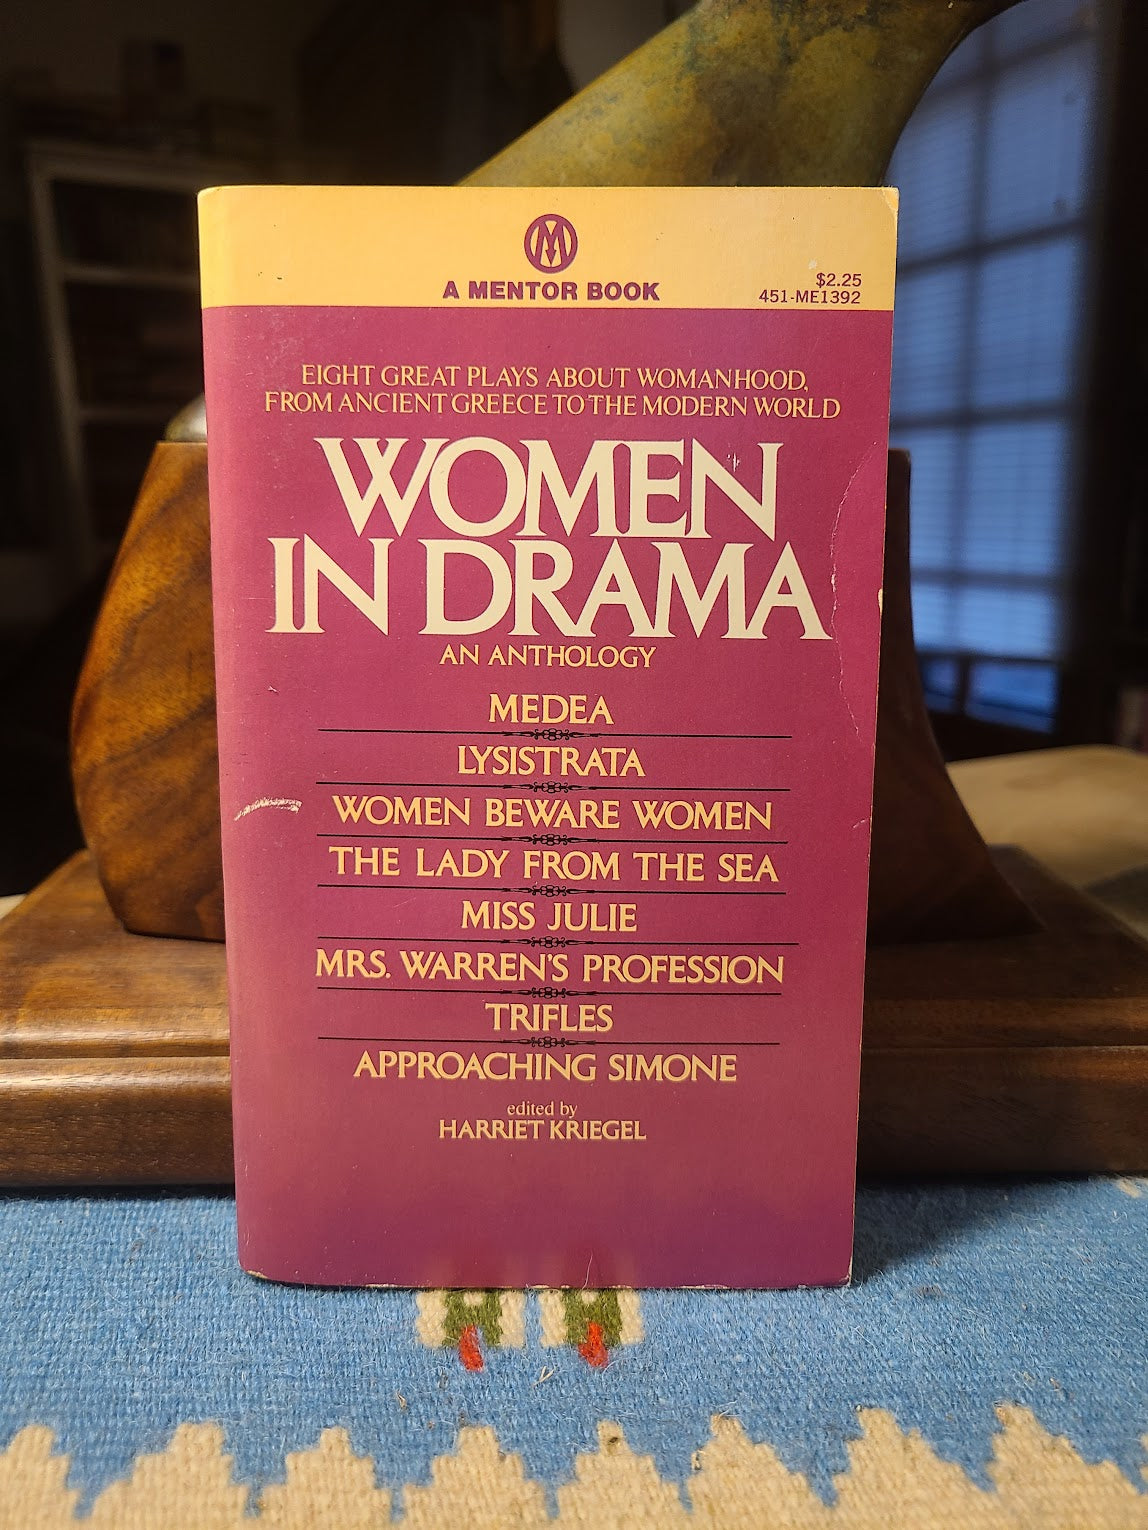 M
A MENTOR BOOK
$2.25
451-ME1392
EIGHT GREAT PLAYS ABOUT WOMANHOOD,
FROM ANCIENT GREECE TO THE MODERN WORLD
WOMEN
IN DRAMA
AN ANTHOLOGY
MEDEA
LYSISTRATA
WOMEN BEWARE WOMEN
THE LADY FROM THE SEA
MISS JULIE
MRS. WARREN'S PROFESSION
TRIFLES
APPROACHING SIMONE
edited by
HARRIET KRIEGEL